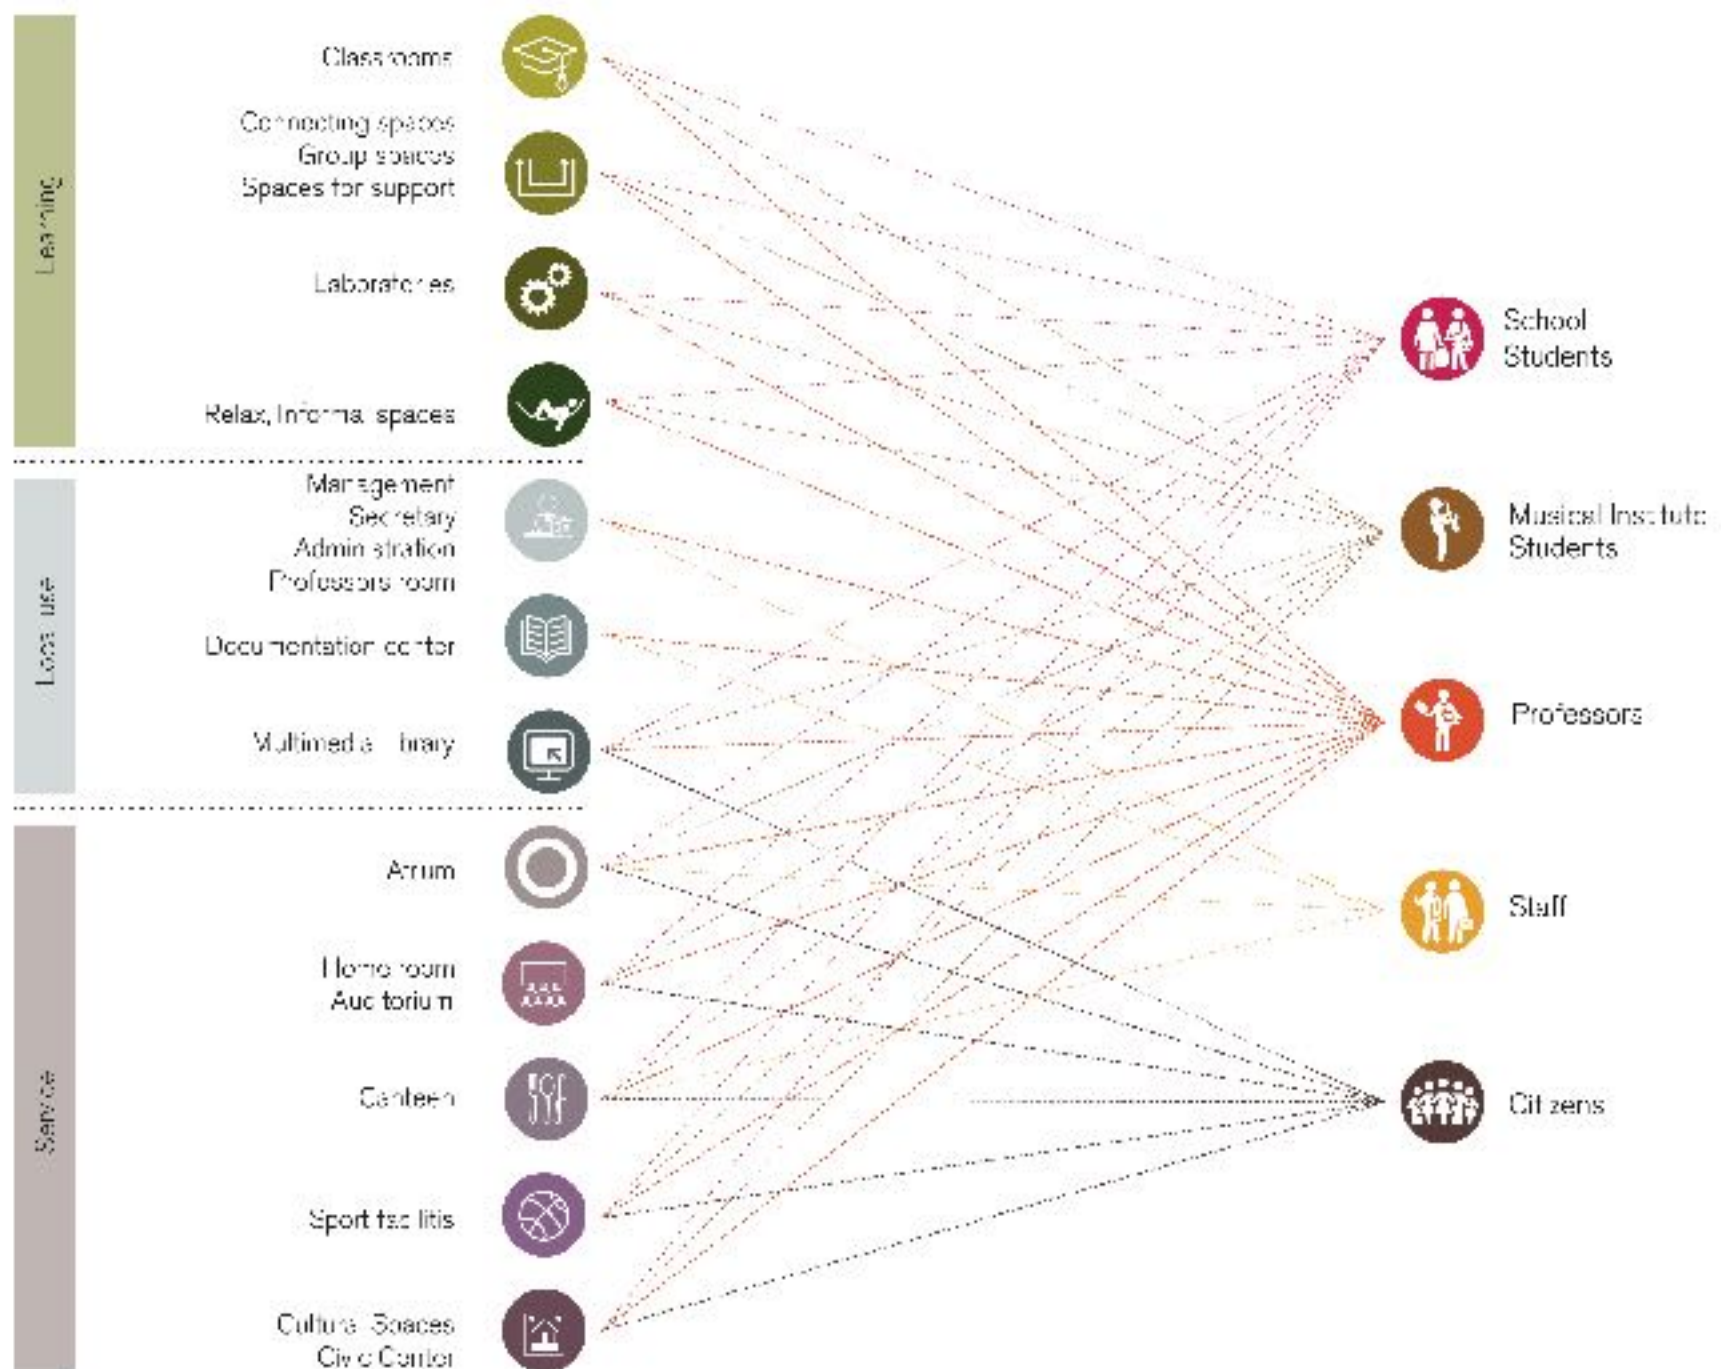 Learning
Classrooms
Connecting spaces
Group spaces
Spaces for support
Laboratories
Relax, Informal spaces
Local use
Management
Secretary
Administration
Professors room
Documentation center
Multimedia library
Service
Atrium
Home room
Auditorium
Canteen
Sport facilitis
Cultural Spaces
Civic Center
School
Students
Musical Institute
Students
Professors
Staff
Citizens